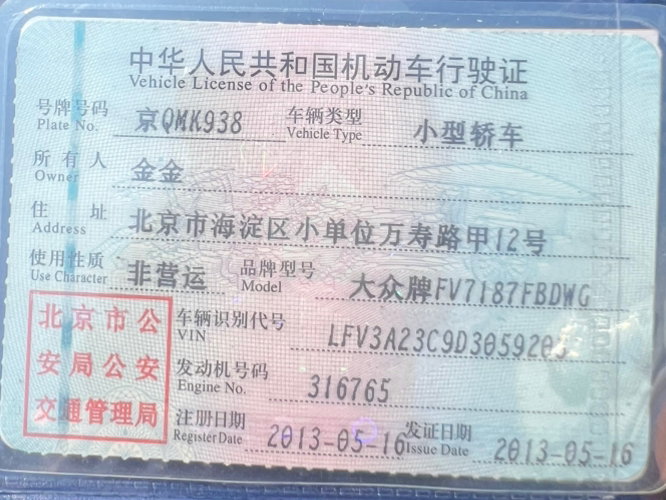 中华人民共和国机动车行驶证
Vehicle License of the People's Republic of China
号牌号码 京QMK938 车辆类型 小型轿车
Plate No. Vehicle Type
所有人 金金
Owner
住址 北京市海淀区小单位万寿路甲12号
Address
使用性质 非营运 品牌型号 大众牌FV7187FBDWG
Use Character Model
北京市公
安局公安
交通管理局
车辆识别代号
VIN LFV3A23C9D3059203
发动机号码 316765
Engine No.
注册日期 2013-05-16 发证日期 2013-05-16
Register Date Issue Date